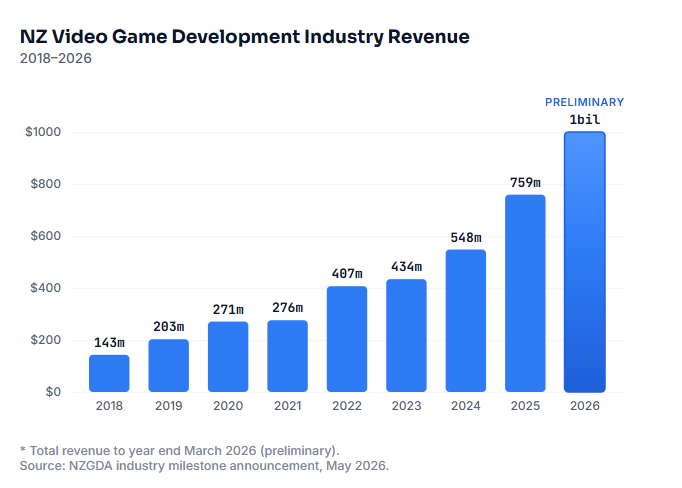 NZ Video Game Development Industry Revenue
2018–2026
PRELIMINARY
1bil
$1000
759m
$800
548m
$600
434m
407m
$400
276m
271m
203m
$200
143m
$0
2018 2019 2020 2021 2022 2023 2024 2025 2026
* Total revenue to year end March 2026 (preliminary).
Source: NZGDA industry milestone announcement, May 2026.